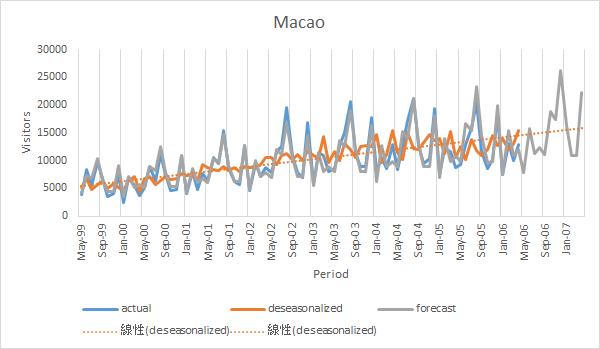 Macao
30000
25000
20000
15000
10000
5000
0
Visitors
May-99
Sep-99
Jan-00
May-00
Sep-00
Jan-01
May-01
Sep-01
Jan-02
May-02
Sep-02
Jan-03
May-03
Sep-03
Jan-04
May-04
Sep-04
Jan-05
May-05
Sep-05
Jan-06
May-06
Sep-06
Jan-07
Period
actual deseasonalized forecast
線性(deseasonalized) 線性(deseasonalized)